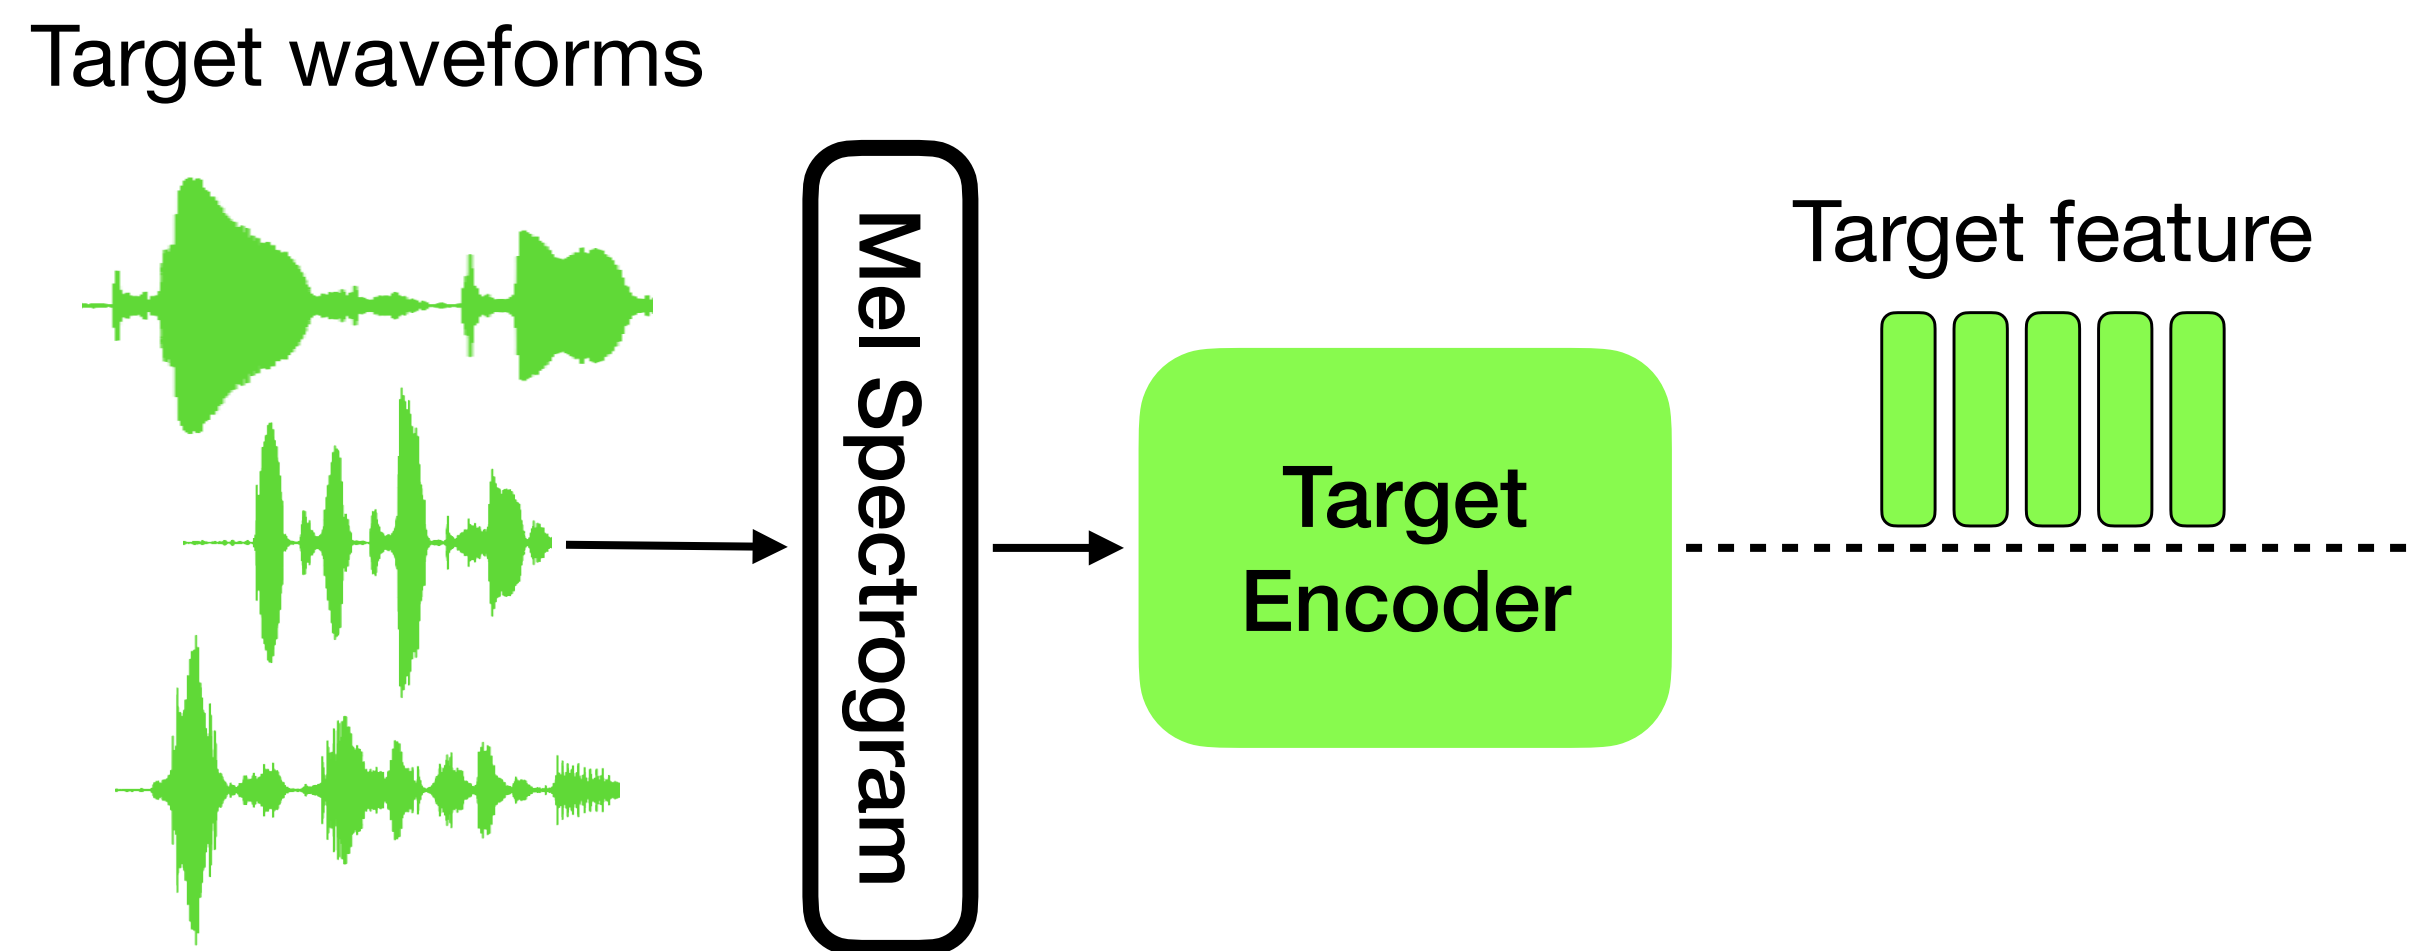 Target waveforms
Mel Spectrogram
Target
Encoder
Target feature